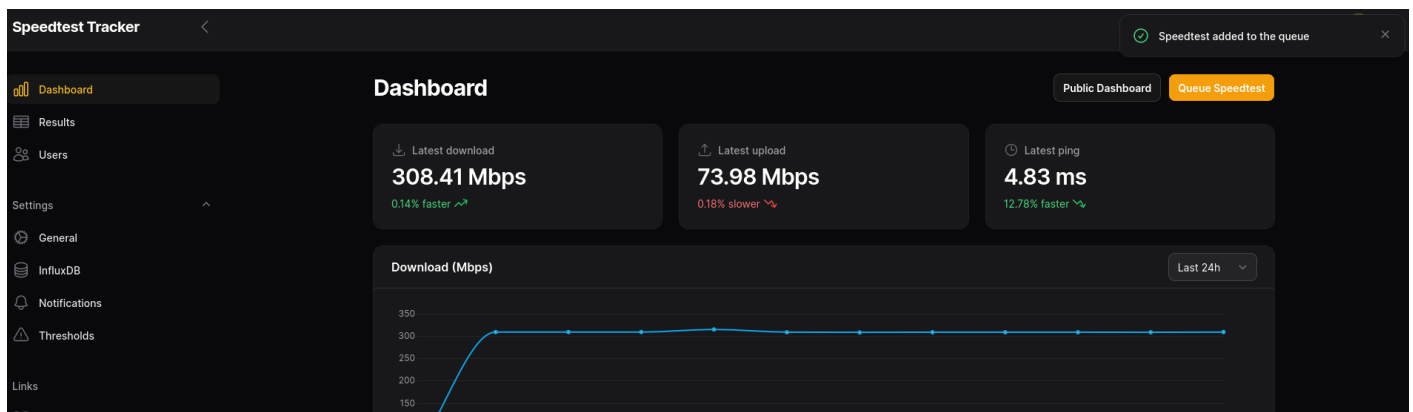 Speedtest Tracker
Speedtest added to the queue
Dashboard
Results
Users
Settings
General
InfluxDB
Notifications
Thresholds
Links
Dashboard
Public Dashboard
Queue Speedtest
Latest download
308.41 Mbps
0.14% faster
Latest upload
73.98 Mbps
0.18% slower
Latest ping
4.83 ms
12.78% faster
Download (Mbps)
Last 24h
350
300
250
200
150